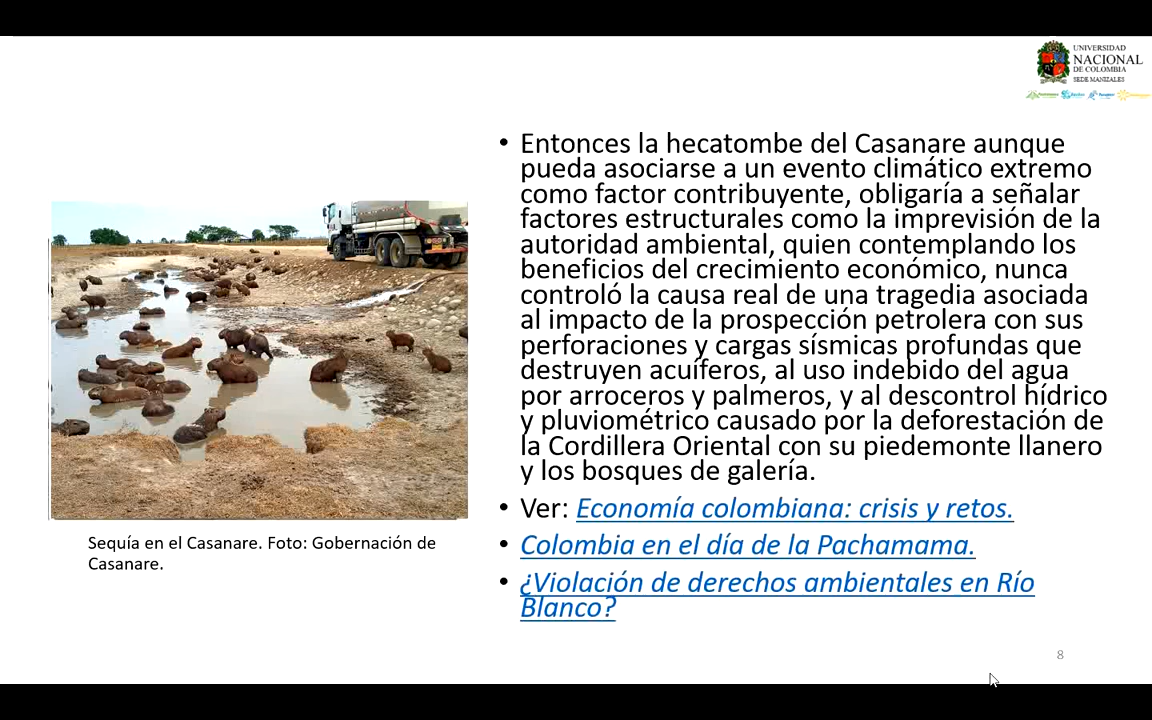 UNIVERSIDAD
NACIONAL
DE COLOMBIA
SEDE MANIZALES
• Entonces la hecatombe del Casanare aunque
pueda asociarse a un evento climático extremo
como factor contribuyente, obligaría a señalar
factores estructurales como la imprevisión de la
autoridad ambiental, quien contemplando los
beneficios del crecimiento económico, nunca
controló la causa real de una tragedia asociada
al impacto de la prospección petrolera con sus
perforaciones y cargas sísmicas profundas que
destruyen acuíferos, al uso indebido del agua
por arroceros y palmeros, y al descontrol hídrico
y pluviométrico causado por la deforestación de
la Cordillera Oriental con su piedemonte llanero
y los bosques de galería.
• Ver: Economía colombiana: crisis y retos.
• Colombia en el día de la Pachamama.
• ¿Violación de derechos ambientales en Río
Blanco?
Sequía en el Casanare. Foto: Gobernación de
Casanare.
8